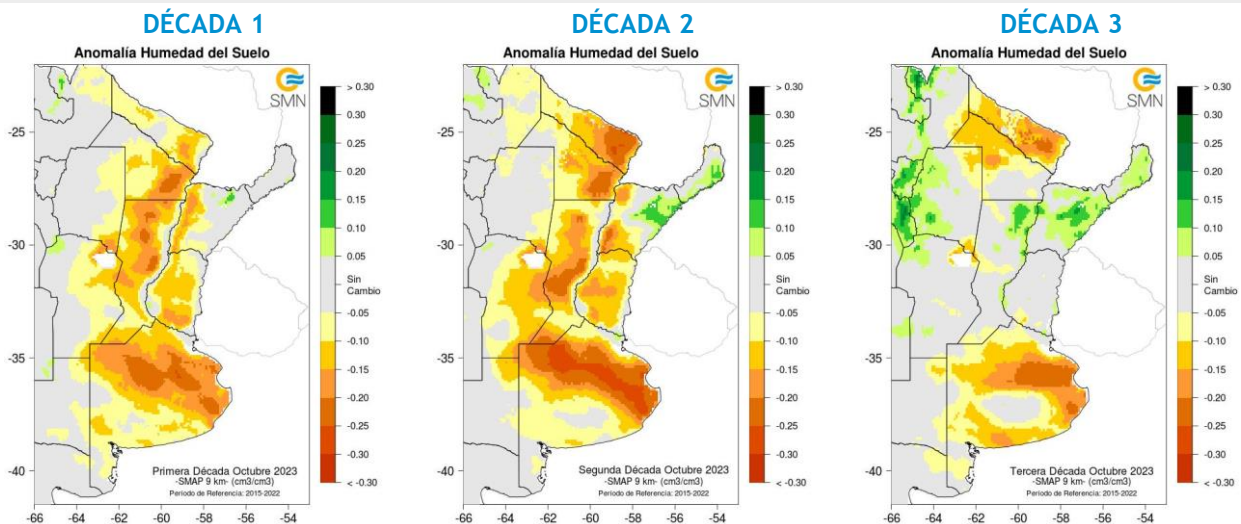 DÉCADA 1
Anomalía Humedad del Suelo
SMN
> 0.30
0.30
0.25
0.20
0.15
0.10
0.05
Sin
Cambio
-0.05
-0.10
-0.15
-0.20
-0.25
-0.30
< -0.30
-25
-30
-35
-40
Primera Década Octubre 2023
-SMAP 9 km- (cm3/cm3)
Periodo de Referencia: 2015-2022
-66 -64 -62 -60 -58 -56 -54
DÉCADA 2
Anomalía Humedad del Suelo
SMN
> 0.30
0.30
0.25
0.20
0.15
0.10
0.05
Sin
Cambio
-0.05
-0.10
-0.15
-0.20
-0.25
-0.30
< -0.30
-25
-30
-35
-40
Segunda Década Octubre 2023
-SMAP 9 km- (cm3/cm3)
Periodo de Referencia: 2015-2022
-66 -64 -62 -60 -58 -56 -54
DÉCADA 3
Anomalía Humedad del Suelo
SMN
> 0.30
0.30
0.25
0.20
0.15
0.10
0.05
Sin
Cambio
-0.05
-0.10
-0.15
-0.20
-0.25
-0.30
< -0.30
-25
-30
-35
-40
Tercera Década Octubre 2023
-SMAP 9 km- (cm3/cm3)
Periodo de Referencia: 2015-2022
-66 -64 -62 -60 -58 -56 -54